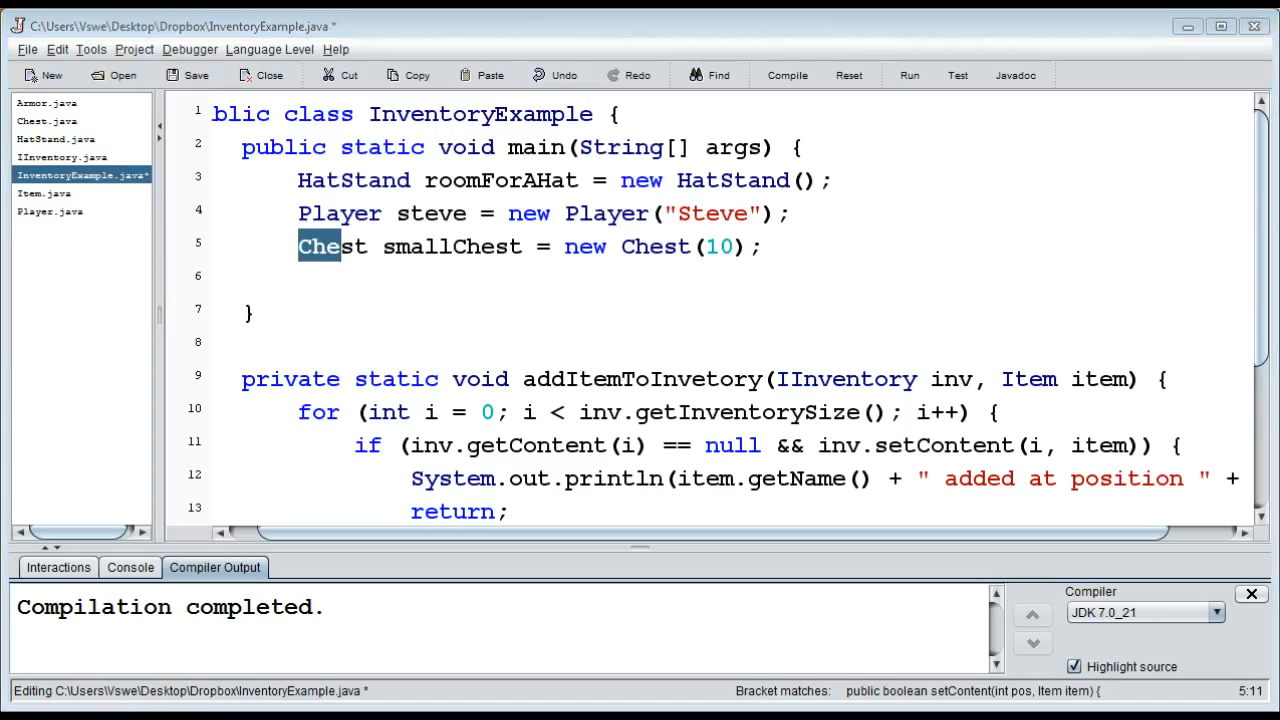 C:\Users\Vswe\Desktop\Dropbox\InventoryExample.java *
File Edit Tools Project Debugger Language Level Help
New Open Save Close Cut Copy Paste Undo Redo Find Compile Reset Run Test Javadoc
Armor.java
Chest.java
HatStand.java
IInventory.java
InventoryExample.java*
Item.java
Player.java
1 blic class InventoryExample {
2 public static void main(String[] args) {
3 HatStand roomForAHat = new HatStand();
4 Player steve = new Player("Steve");
5 Chest smallChest = new Chest(10);
6
7 }
8
9 private static void addItemToInvetory(IInventory inv, Item item) {
10 for (int i = 0; i < inv.getInventorySize(); i++) {
11 if (inv.getContent(i) == null && inv.setContent(i, item)) {
12 System.out.println(item.getName() + " added at position " +
13 return;
Interactions Console Compiler Output
Compilation completed.
Compiler
JDK 7.0_21
Highlight source
Editing C:\Users\Vswe\Desktop\Dropbox\InventoryExample.java * Bracket matches: public boolean setContent(int pos, Item item) { 5:11